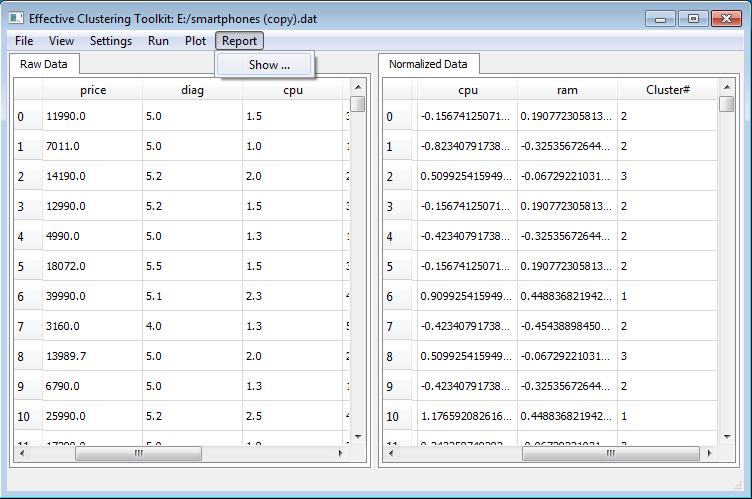 Effective Clustering Toolkit: E:/smartphones (copy).dat
File View Settings Run Plot Report
Show ...
Raw Data Normalized Data
price diag cpu cpu ram Cluster#
0 11990.0 5.0 1.5 3 0 -0.15674125071... 0.190772305813... 2
1 7011.0 5.0 1.0 1 1 -0.82340791738... -0.32535672644... 2
2 14190.0 5.2 2.0 2 2 0.509925415949... -0.06729221031... 3
3 12990.0 5.2 1.5 3 3 -0.15674125071... 0.190772305813... 2
4 4990.0 5.0 1.3 1 4 -0.42340791738... -0.32535672644... 2
5 18072.0 5.5 1.5 3 5 -0.15674125071... 0.190772305813... 2
6 39990.0 5.1 2.3 4 6 0.909925415949... 0.448836821942... 1
7 3160.0 4.0 1.3 5 7 -0.42340791738... -0.45438898450... 2
8 13989.7 5.0 2.0 2 8 0.509925415949... -0.06729221031... 3
9 6790.0 5.0 1.3 1 9 -0.42340791738... -0.32535672644... 2
10 25990.0 5.2 2.5 4 10 1.176592082616... 0.448836821942... 1